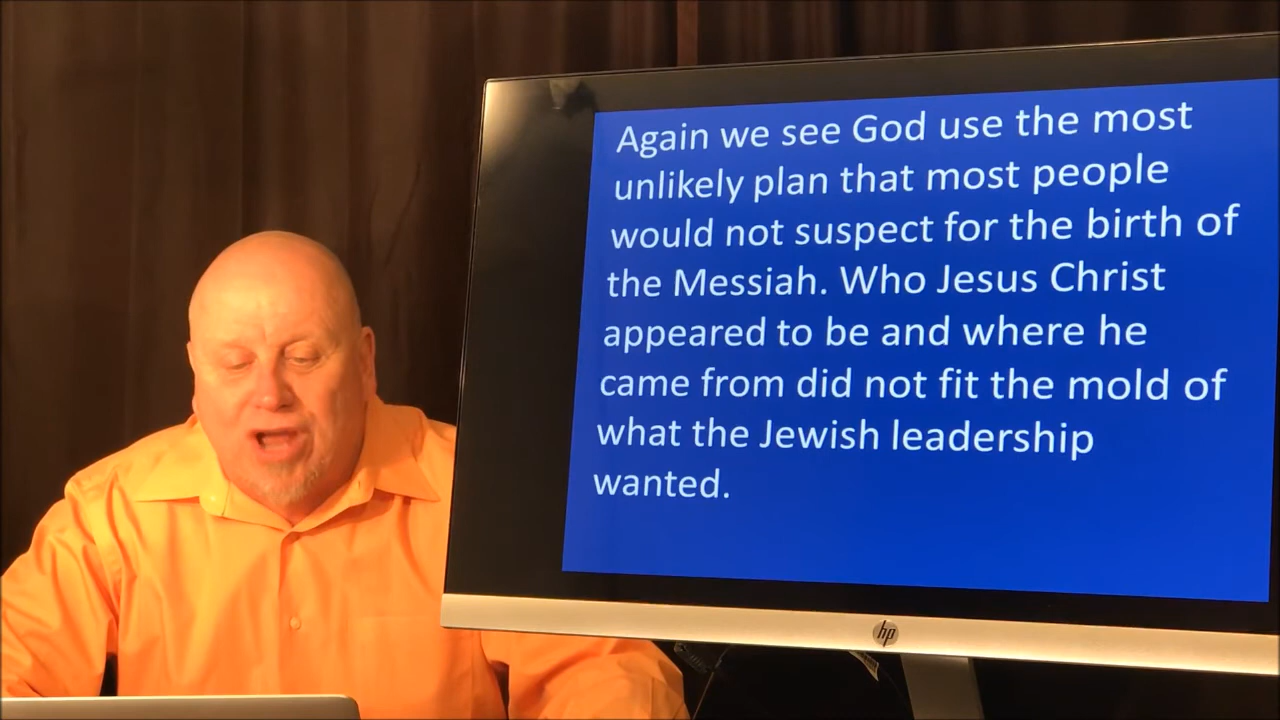 Again we see God use the most
unlikely plan that most people
would not suspect for the birth of
the Messiah. Who Jesus Christ
appeared to be and where he
came from did not fit the mold of
what the Jewish leadership
wanted.
hp